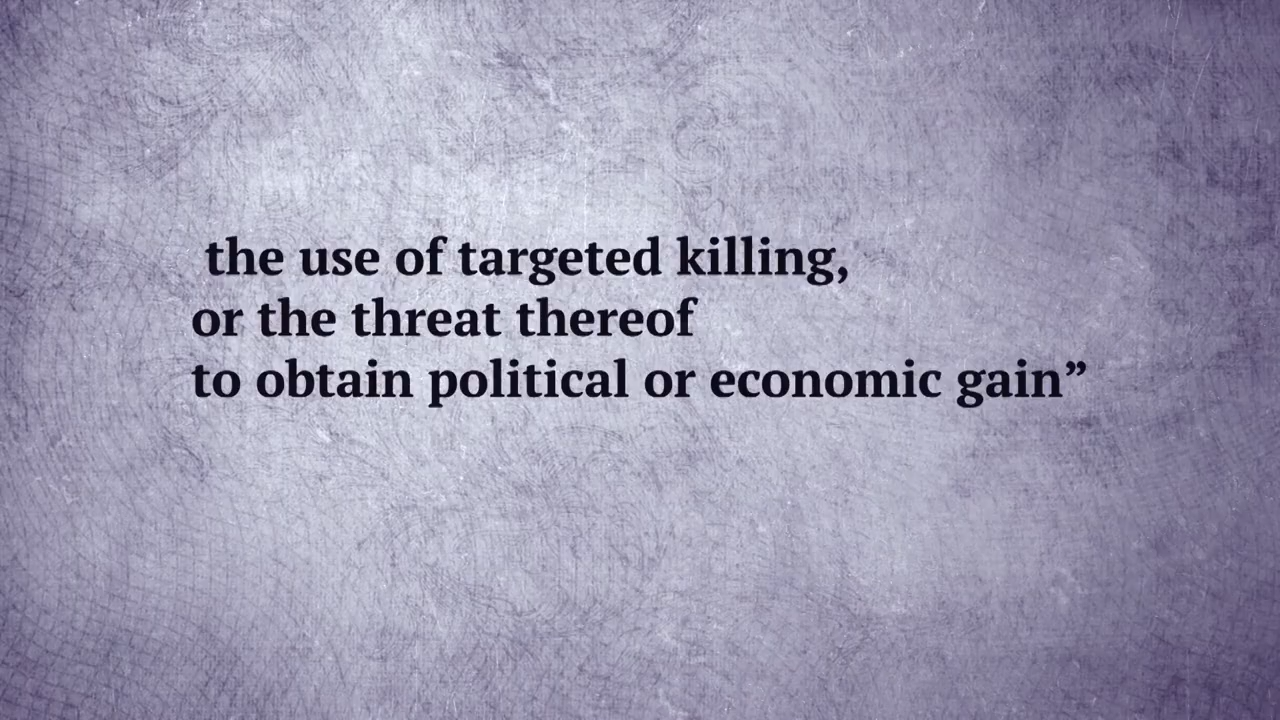 the use of targeted killing,
or the threat thereof
to obtain political or economic gain”